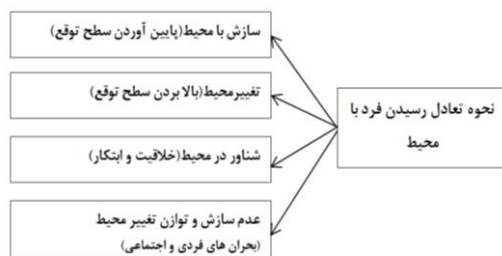 نحوه تعادل رسیدن فرد با
محیط
سازش با محیط(پایین آوردن سطح توقع)
تغییرمحیط(بالا بردن سطح توقع)
شناور در محیط(خلاقیت و ابتکار)
عدم سازش و توازن تغییر محیط
(بحران های فردی و اجتماعی)